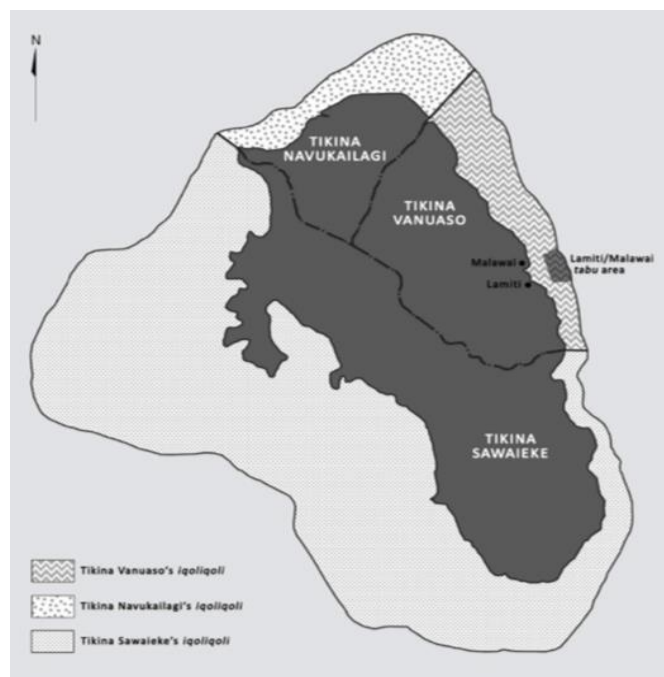 N
TIKINA
NAVUKAILAGI
TIKINA
VANUASO
Malawai
Lamiti
Lamiti/Malawai
tabu area
TIKINA
SAWAIEKE
Tikina Vanuaso's iqoliqoli
Tikina Navukailagi's iqoliqoli
Tikina Sawaieke's iqoliqoli